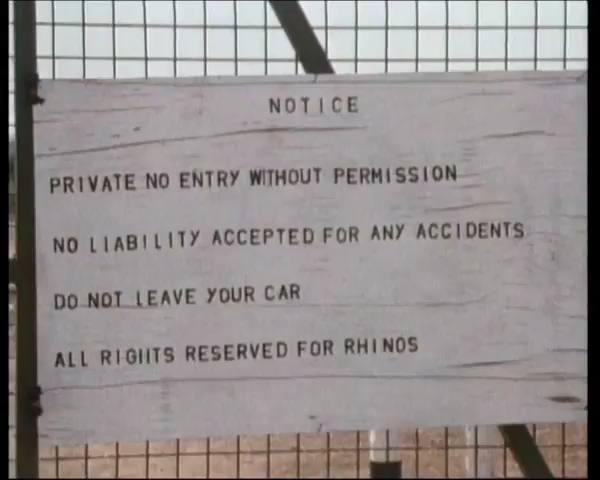 NOTICE
PRIVATE NO ENTRY WITHOUT PERMISSION
NO LIABILITY ACCEPTED FOR ANY ACCIDENTS
DO NOT LEAVE YOUR CAR
ALL RIGHTS RESERVED FOR RHINOS